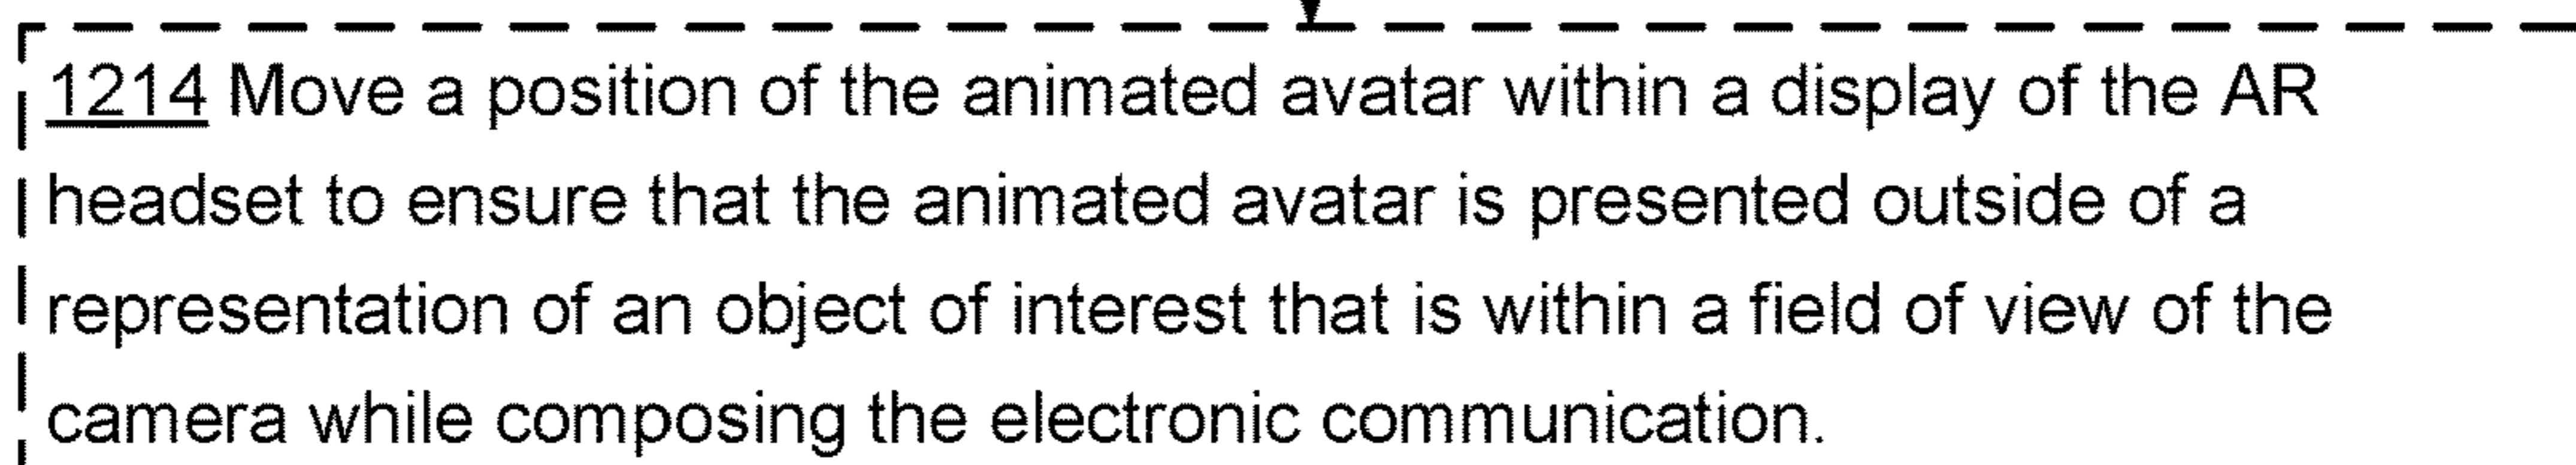 1214 Move a position of the animated avatar within a display of the AR
headset to ensure that the animated avatar is presented outside of a
representation of an object of interest that is within a field of view of the
camera while composing the electronic communication.